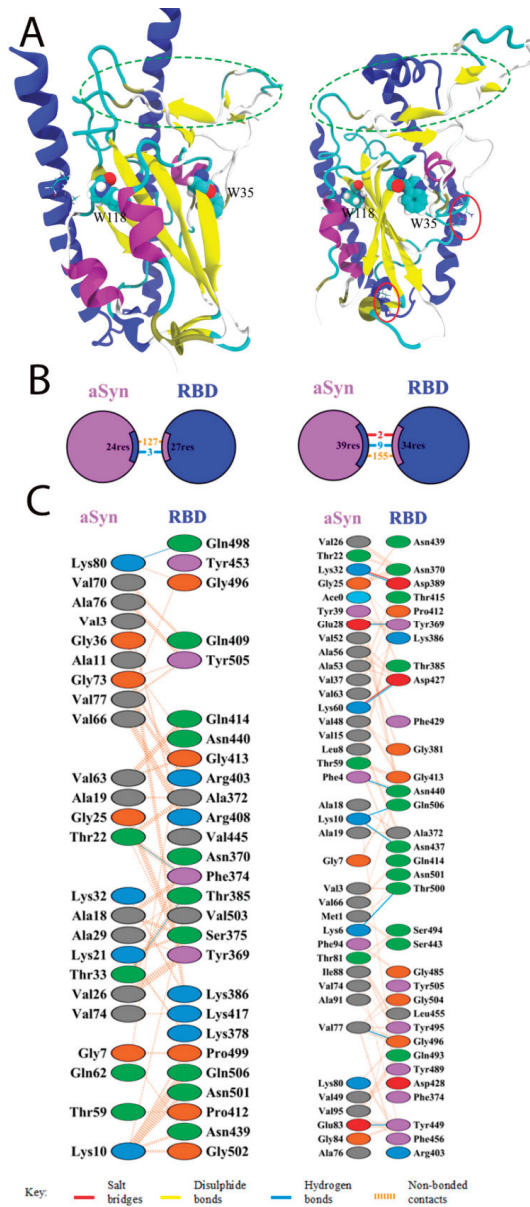 A
W118
W35
W118
W35
B
aSyn
RBD
aSyn
RBD
24res
127
3
27res
39res
2
9
155
34res
C
aSyn
RBD
Lys80
Val70
Ala76
Val3
Gly36
Ala11
Gly73
Val77
Val66
Val63
Ala19
Gly25
Thr22
Lys32
Ala18
Ala29
Lys21
Thr33
Val26
Val74
Gly7
Gln62
Thr59
Lys10
Gln498
Tyr453
Gly496
Gln409
Tyr505
Gln414
Asn440
Gly413
Arg403
Ala372
Arg408
Val445
Asn370
Phe374
Thr385
Val503
Ser375
Tyr369
Lys386
Lys417
Lys378
Pro499
Gln506
Asn501
Pro412
Asn439
Gly502
aSyn
RBD
Val26
Thr22
Lys32
Gly25
Ace0
Tyr39
Glu28
Val52
Ala56
Ala53
Val37
Val63
Lys60
Val48
Val15
Leu8
Thr59
Phe4
Ala18
Lys10
Ala19
Gly7
Val3
Val66
Met1
Lys6
Phe94
Thr81
Ile88
Val74
Ala91
Val77
Lys80
Val49
Val95
Glu83
Gly84
Ala76
Asn439
Asn370
Asp389
Thr415
Pro412
Tyr369
Lys386
Thr385
Asp427
Phe429
Gly381
Gly413
Asn440
Gln506
Ala372
Asn437
Gln414
Asn501
Thr500
Ser494
Ser443
Gly485
Tyr505
Gly504
Leu455
Tyr495
Gly496
Gln493
Tyr489
Asp428
Phe374
Tyr449
Phe456
Arg403
Key:
Salt
bridges
Disulphide
bonds
Hydrogen
bonds
Non-bonded
contacts